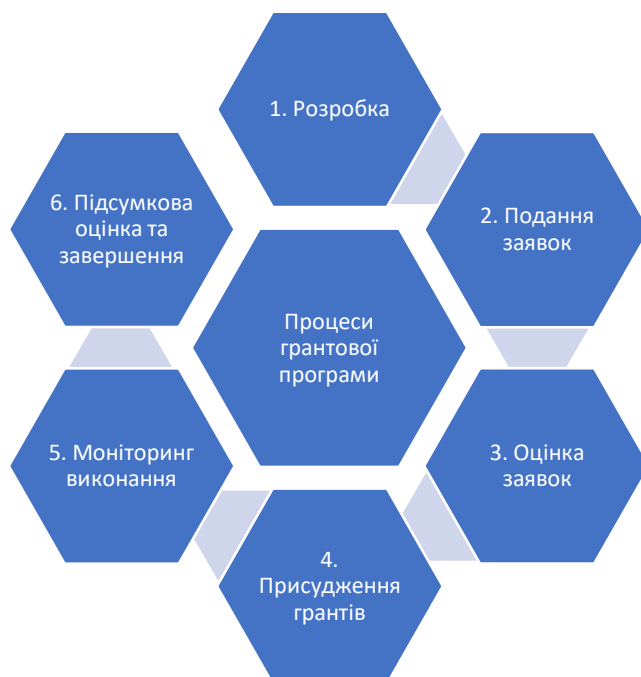 1. Розробка
2. Подання
заявок
3. Оцінка
заявок
4.
Присудження
грантів
5. Моніторинг
виконання
6. Підсумкова
оцінка та
завершення
Процеси
грантової
програми